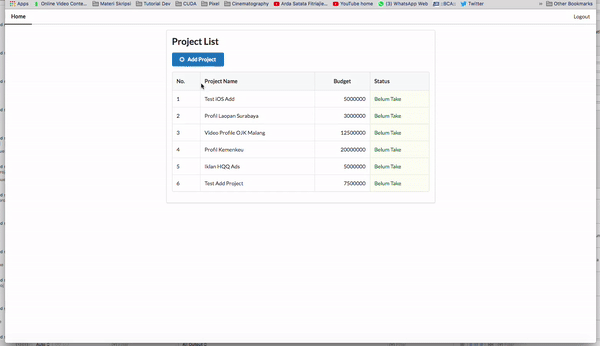 Apps Online Video Conte... Materi Skripsi Tutorial Dev CUDA Pixel Cinematography Arda Satata Fitriajie... YouTube home (3) WhatsApp Web :BCA:: Twitter Other Bookmarks
Home Logout
Project List
Add Project
No. Project Name Budget Status
1 Test iOS Add 5000000 Belum Take
2 Profil Laopan Surabaya 3000000 Belum Take
3 Video Profile OJK Malang 12500000 Belum Take
4 Profil Kemenkeu 20000000 Belum Take
5 Iklan HQQ Ads 5000000 Belum Take
6 Test Add Project 7500000 Belum Take